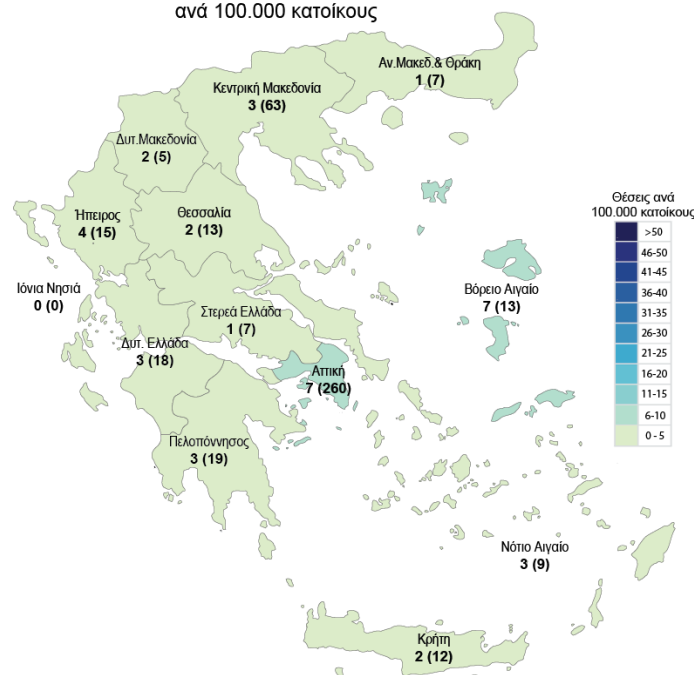 ανά 100.000 κατοίκους
Αν.Μακεδ.& Θράκη
1 (7)
Κεντρική Μακεδονία
3 (63)
Δυτ.Μακεδονία
2 (5)
Ήπειρος
4 (15)
Θεσσαλία
2 (13)
Ιόνια Νησιά
0 (0)
Στερεά Ελλάδα
1 (7)
Βόρειο Αιγαίο
7 (13)
Δυτ. Ελλάδα
3 (18)
Αττική
7 (260)
Πελοπόννησος
3 (19)
Νότιο Αιγαίο
3 (9)
Κρήτη
2 (12)
Θέσεις ανά
100.000 κατοίκους
>50
46-50
41-45
36-40
31-35
26-30
21-25
16-20
11-15
6-10
0 - 5